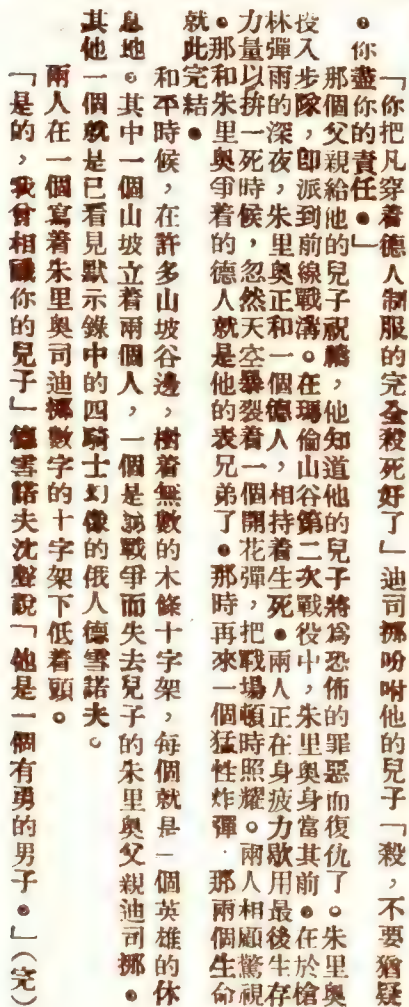 「你把凡穿着德人制服的完全殺死好了」迪司挪吩咐他的兒子「殺，不要猶疑
。你盡你的責任。」
那個父親給他的兒子祝福，他知道他的兒子將為恐怖的罪惡而復仇了。朱里奧
投入步隊，即派到前線戰溝。在瑪倫山谷第二次戰役中，朱里奧身當其前。在於槍
林彈雨的深夜，朱里奧正和一個德人，相持着生死。兩人正在身疲力歇用最後生存
力量以拚一死時候，忽然天空暴裂着一個開花彈，把戰場頓時照耀。兩人相顧驚視
。那和朱里奧爭着的德人就是他的表兄弟了。那時再來一個猛性炸彈．那兩個生命
就此完結。
和平時候，在許多山坡谷邊，樹着無數的木條十字架，每個就是一個英雄的休
息地。其中一個山坡立着兩個人，一個是為戰爭而失去兒子的朱里奧父親迪司挪。
其他一個就是已看見默示錄中的四騎士幻像的俄人德雪諾夫。
兩人在一個寫着朱里奧司迪挪數字的十字架下低着頭。
「是的，我會相識你的兒子」德雪諾夫沈聲說「他是一個有勇的男子。」（完）